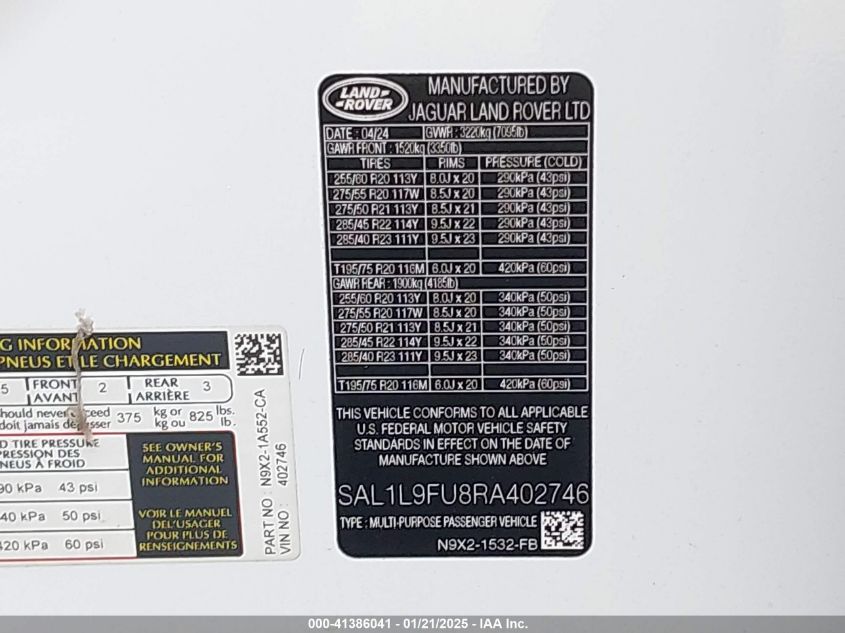 LAND-
-ROVER
MANUFACTURED BY
JAGUAR LAND ROVER LTD
DATE : 04/24 GVWR : 3220kg (7095lb)
GAWR FRONT : 1520kg (3350lb)
TIRES RIMS PRESSURE (COLD)
255/60 R20 113Y 8.0J x 20 290kPa (43psi)
275/55 R20 117W 8.5J x 20 290kPa (43psi)
275/50 R21 113Y 8.5J x 21 290kPa (43psi)
285/45 R22 114Y 9.5J x 22 290kPa (43psi)
285/40 R23 111Y 9.5J x 23 290kPa (43psi)
T195/75 R20 116M 6.0J x 20 420kPa (60psi)
GAWR REAR : 1900kg (4185lb)
255/60 R20 113Y 8.0J x 20 340kPa (50psi)
275/55 R20 117W 8.5J x 20 340kPa (50psi)
275/50 R21 113Y 8.5J x 21 340kPa (50psi)
285/45 R22 114Y 9.5J x 22 340kPa (50psi)
285/40 R23 111Y 9.5J x 23 340kPa (50psi)
T195/75 R20 116M 6.0J x 20 420kPa (60psi)
THIS VEHICLE CONFORMS TO ALL APPLICABLE
U.S. FEDERAL MOTOR VEHICLE SAFETY
STANDARDS IN EFFECT ON THE DATE OF
MANUFACTURE SHOWN ABOVE
SAL1L9FU8RA402746
TYPE : MULTI-PURPOSE PASSENGER VEHICLE
N9X2-1532-FB
G INFORMATION
PNEUS ET LE CHARGEMENT
5 FRONT 2 REAR 3
AVANT ARRIÈRE
should never exceed 375 kg or 825 lbs.
doit jamais dépasser kg ou lb.
D TIRE PRESSURE
PRESSION DES
NEUS À FROID
90 kPa 43 psi
40 kPa 50 psi
420 kPa 60 psi
SEE OWNER'S
MANUAL FOR
ADDITIONAL
INFORMATION
VOIR LE MANUEL
DE L'USAGER
POUR PLUS DE
RENSEIGNEMENTS
PART NO : N9X2-1A552-CA
VIN NO : 402746
000-41386041 - 01/21/2025 - IAA Inc.